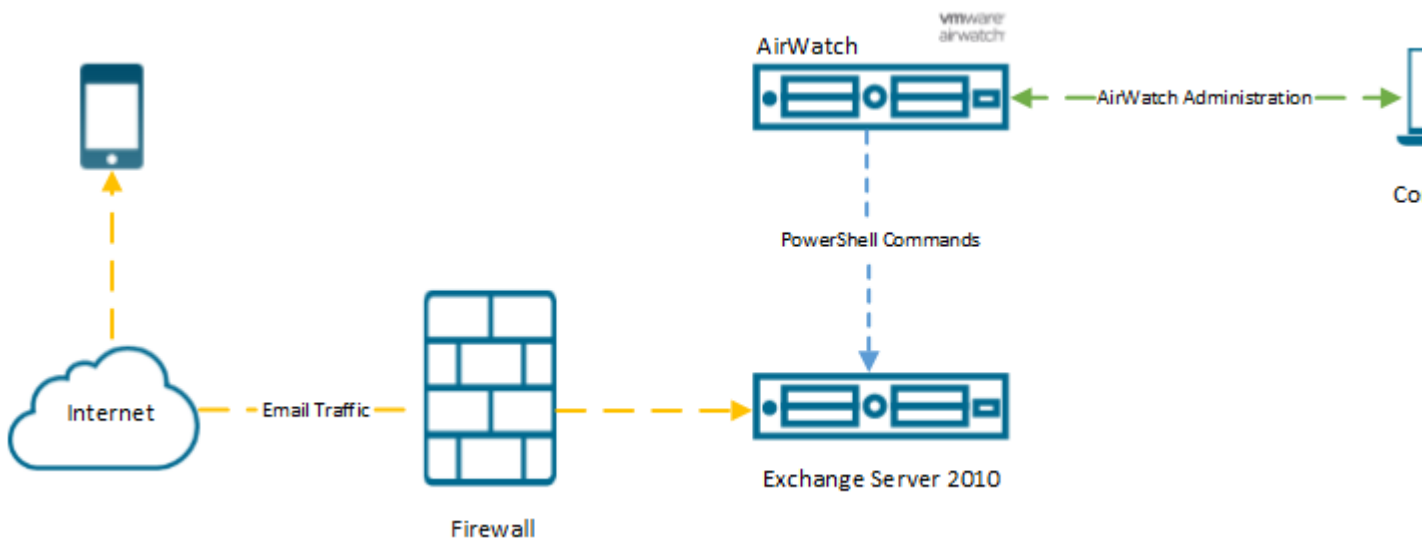 vmware
airwatch
AirWatch
AirWatch Administration
PowerShell Commands
Internet
Email Traffic
Exchange Server 2010
Firewall